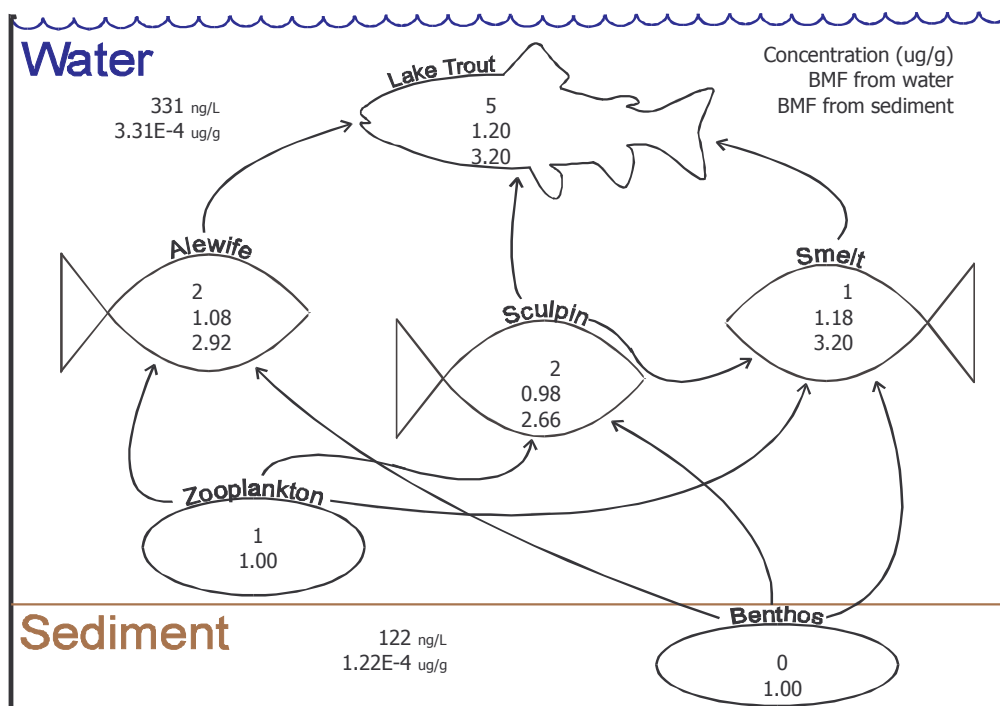 Water
331 ng/L
3.31E-4 ug/g
Concentration (ug/g)
BMF from water
BMF from sediment
Lake Trout
5
1.20
3.20
Alewife
2
1.08
2.92
Sculpin
2
0.98
2.66
Smelt
1
1.18
3.20
Zooplankton
1
1.00
Sediment
122 ng/L
1.22E-4 ug/g
Benthos
0
1.00